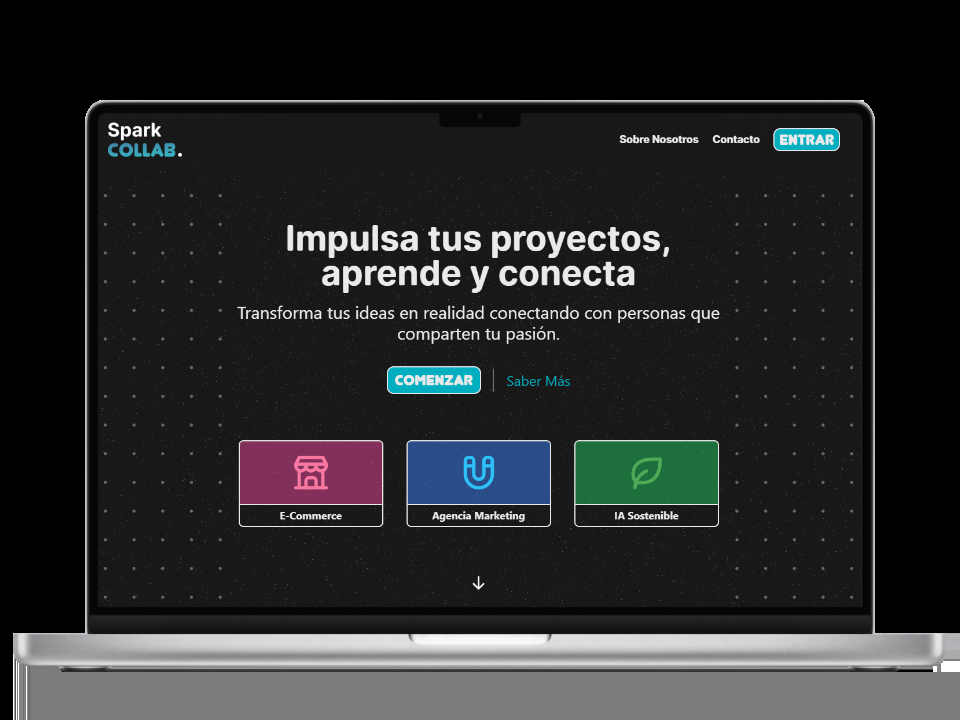 Spark
COLLAB.
Sobre Nosotros Contacto ENTRAR
Impulsa tus proyectos,
aprende y conecta
Transforma tus ideas en realidad conectando con personas que
comparten tu pasión.
COMENZAR Saber Más
E-Commerce Agencia Marketing IA Sostenible